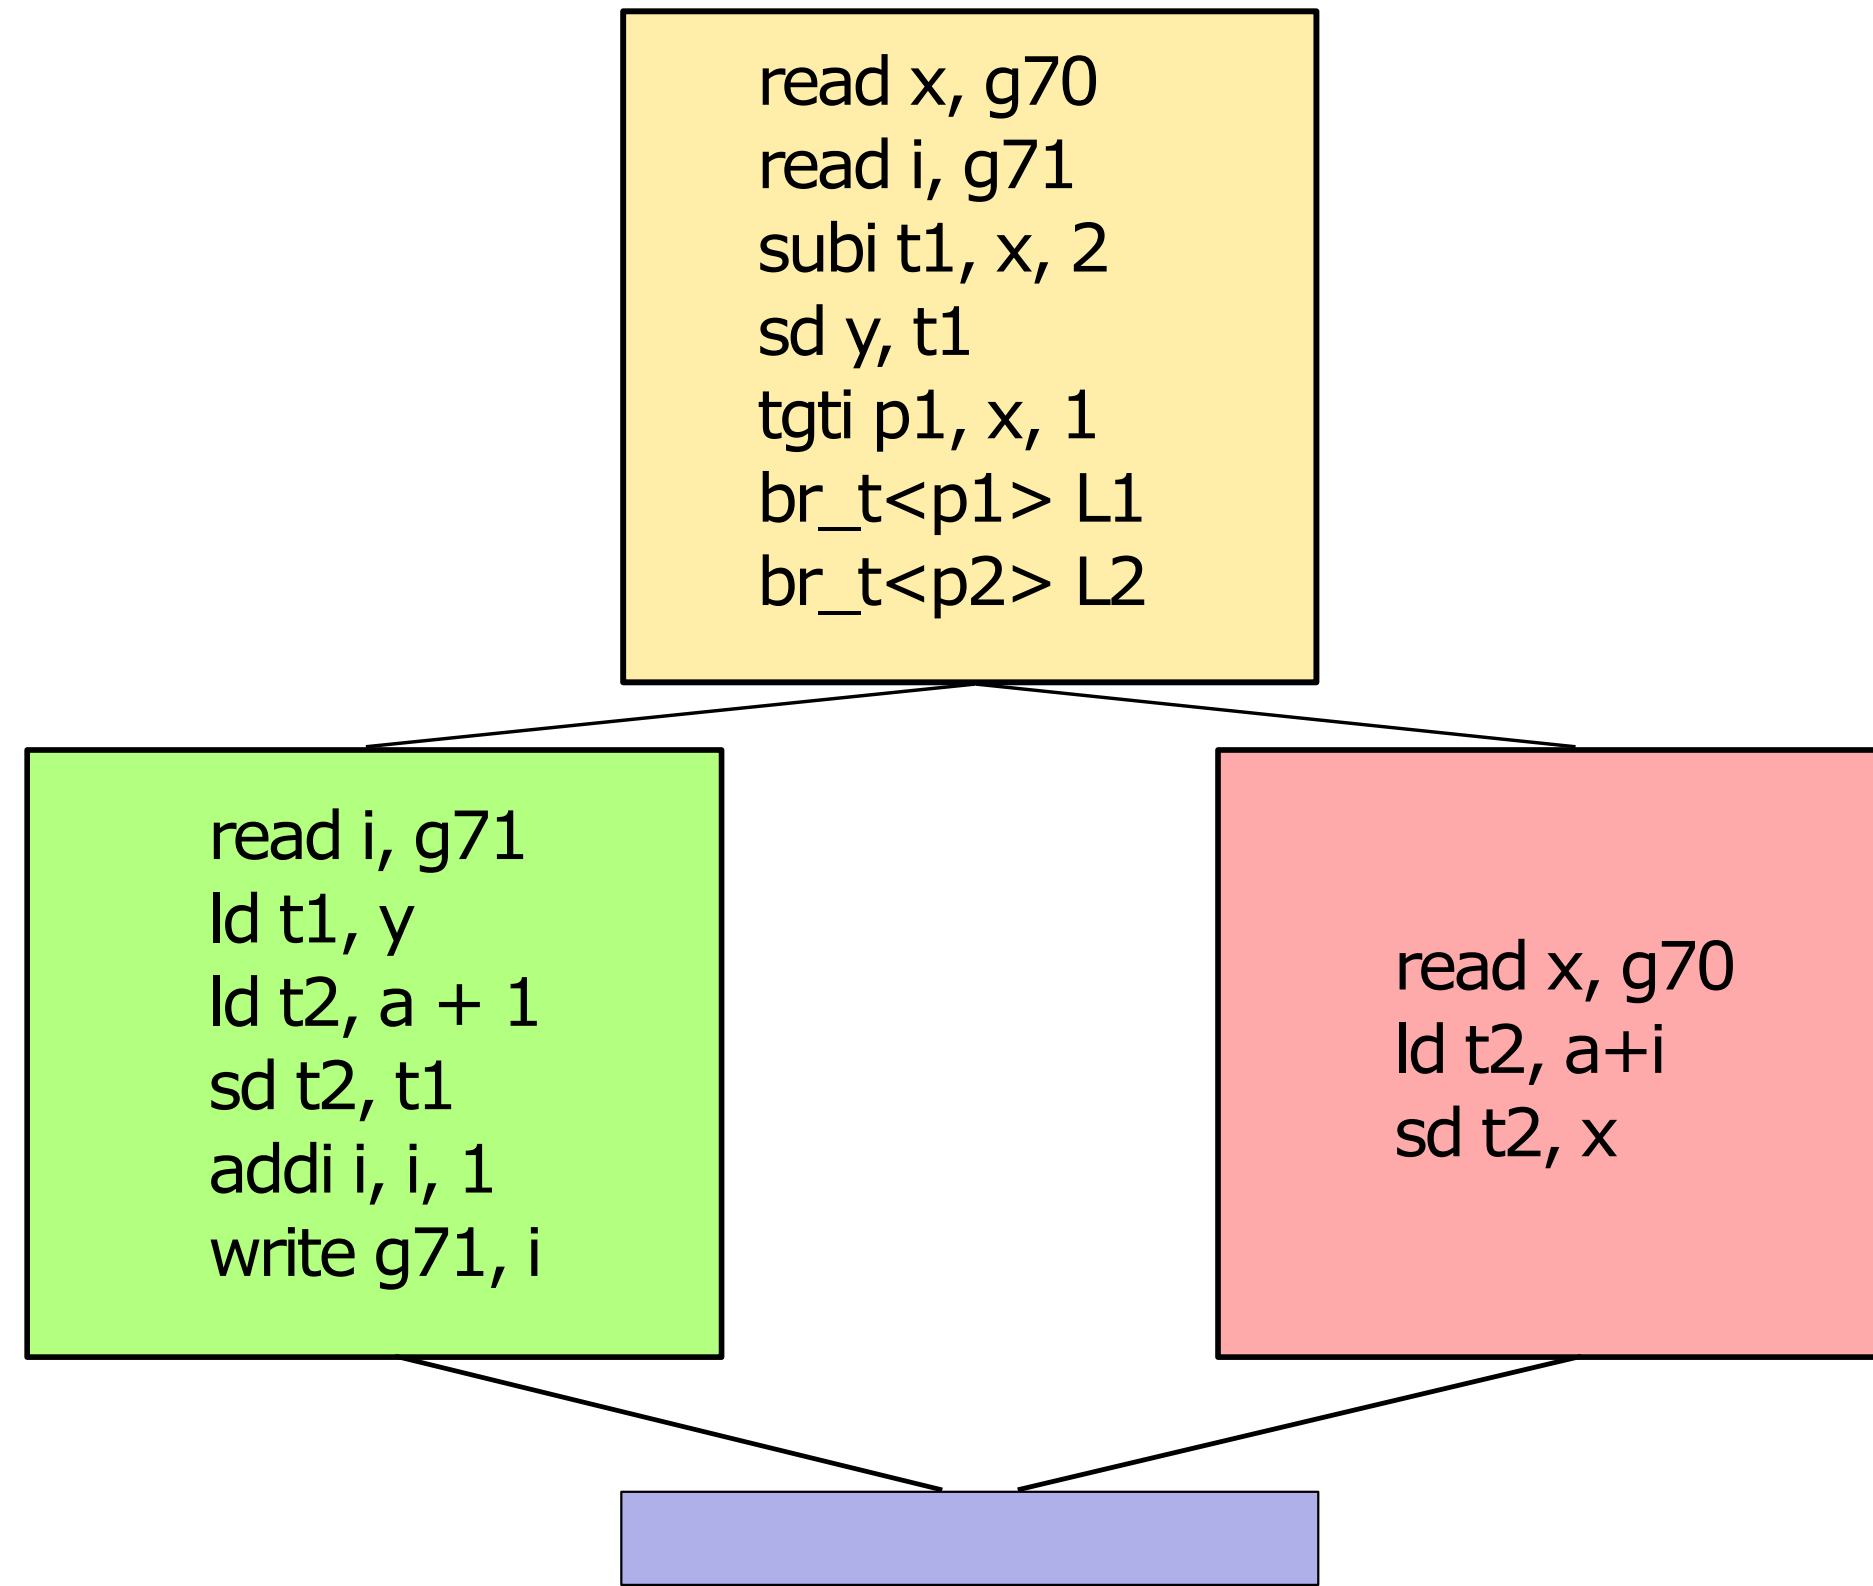 read x, g70
read i, g71
subi t1, x, 2
sd y, t1
tgti p1, x, 1
br_t<p1> L1
br_t<p2> L2
read i, g71
ld t1, y
ld t2, a + 1
sd t2, t1
addi i, i, 1
write g71, i
read x, g70
ld t2, a+i
sd t2, x